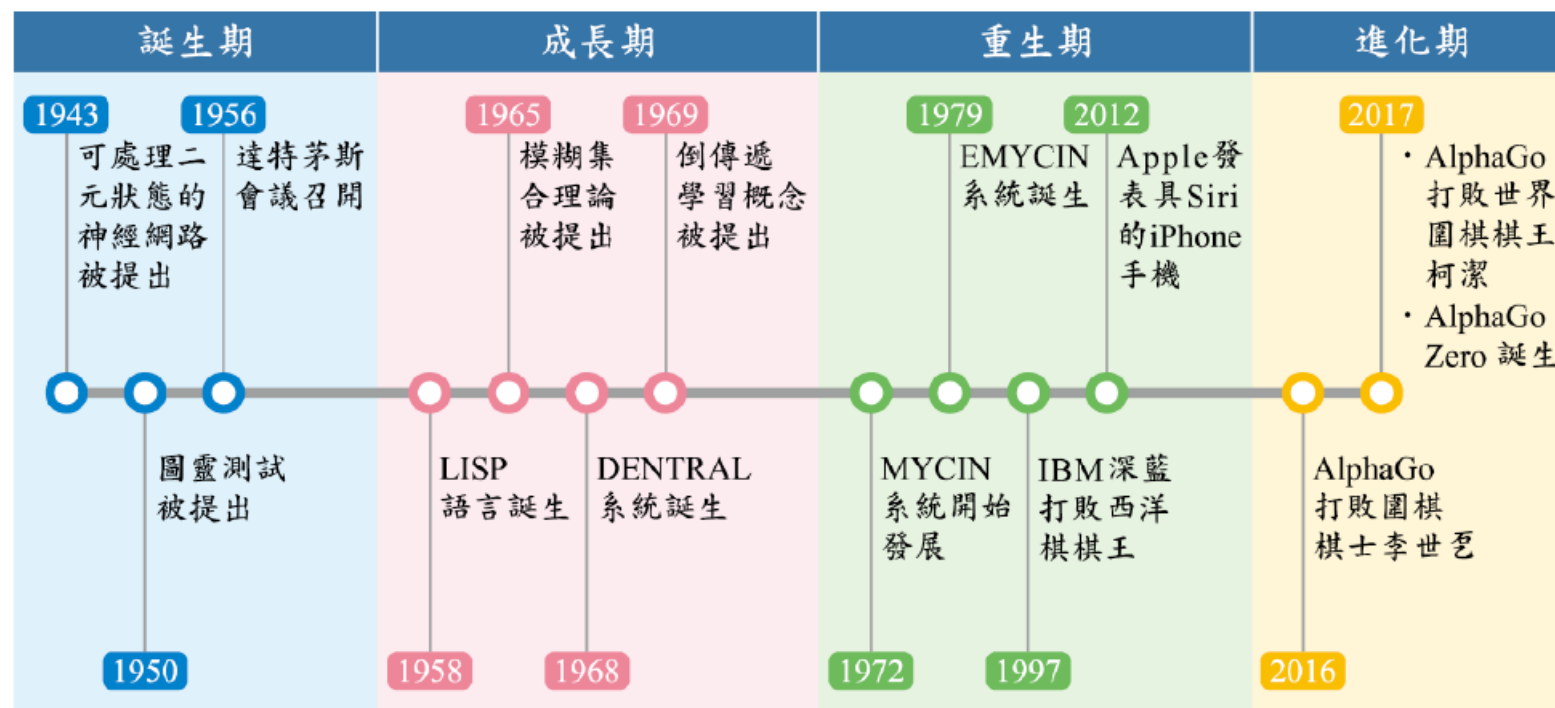 誕生期
成長期
重生期
進化期
1943
可處理二
元狀態的
神經網路
被提出
1950
圖靈測試
被提出
1956
達特茅斯
會議召開
1958
LISP
語言誕生
1965
模糊集
合理論
被提出
1968
DENTRAL
系統誕生
1969
倒傳遞
學習概念
被提出
1972
MYCIN
系統開始
發展
1979
EMYCIN
系統誕生
1997
IBM深藍
打敗西洋
棋棋王
2012
Apple發
表具Siri
的iPhone
手機
2016
AlphaGo
打敗圍棋
棋士李世乭
2017
・AlphaGo
打敗世界
圍棋棋王
柯潔
・AlphaGo
Zero 誕生